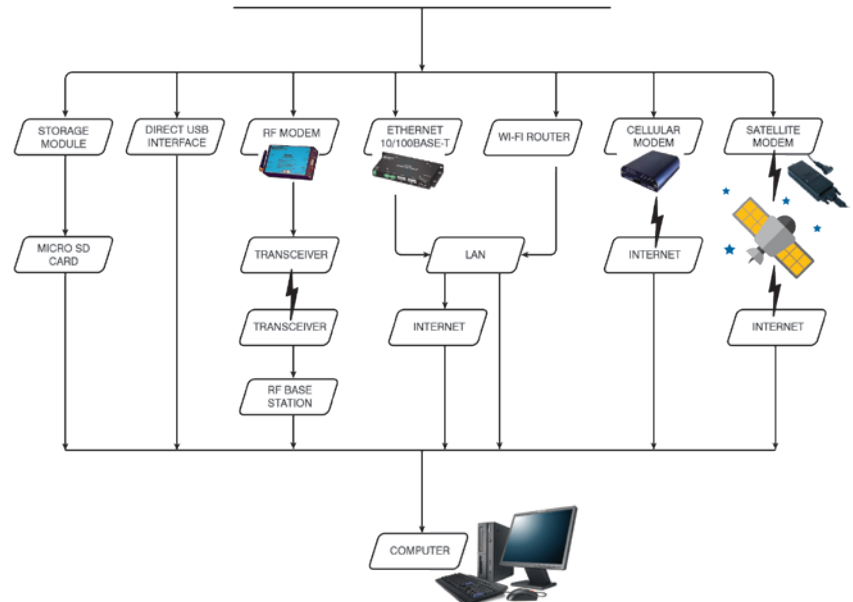 STORAGE
MODULE
DIRECT USB
INTERFACE
RF MODEM
ETHERNET
10/100BASE-T
WI-FI ROUTER
CELLULAR
MODEM
SATELLITE
MODEM
MICRO SD
CARD
TRANSCEIVER
LAN
INTERNET
TRANSCEIVER
INTERNET
INTERNET
RF BASE
STATION
COMPUTER